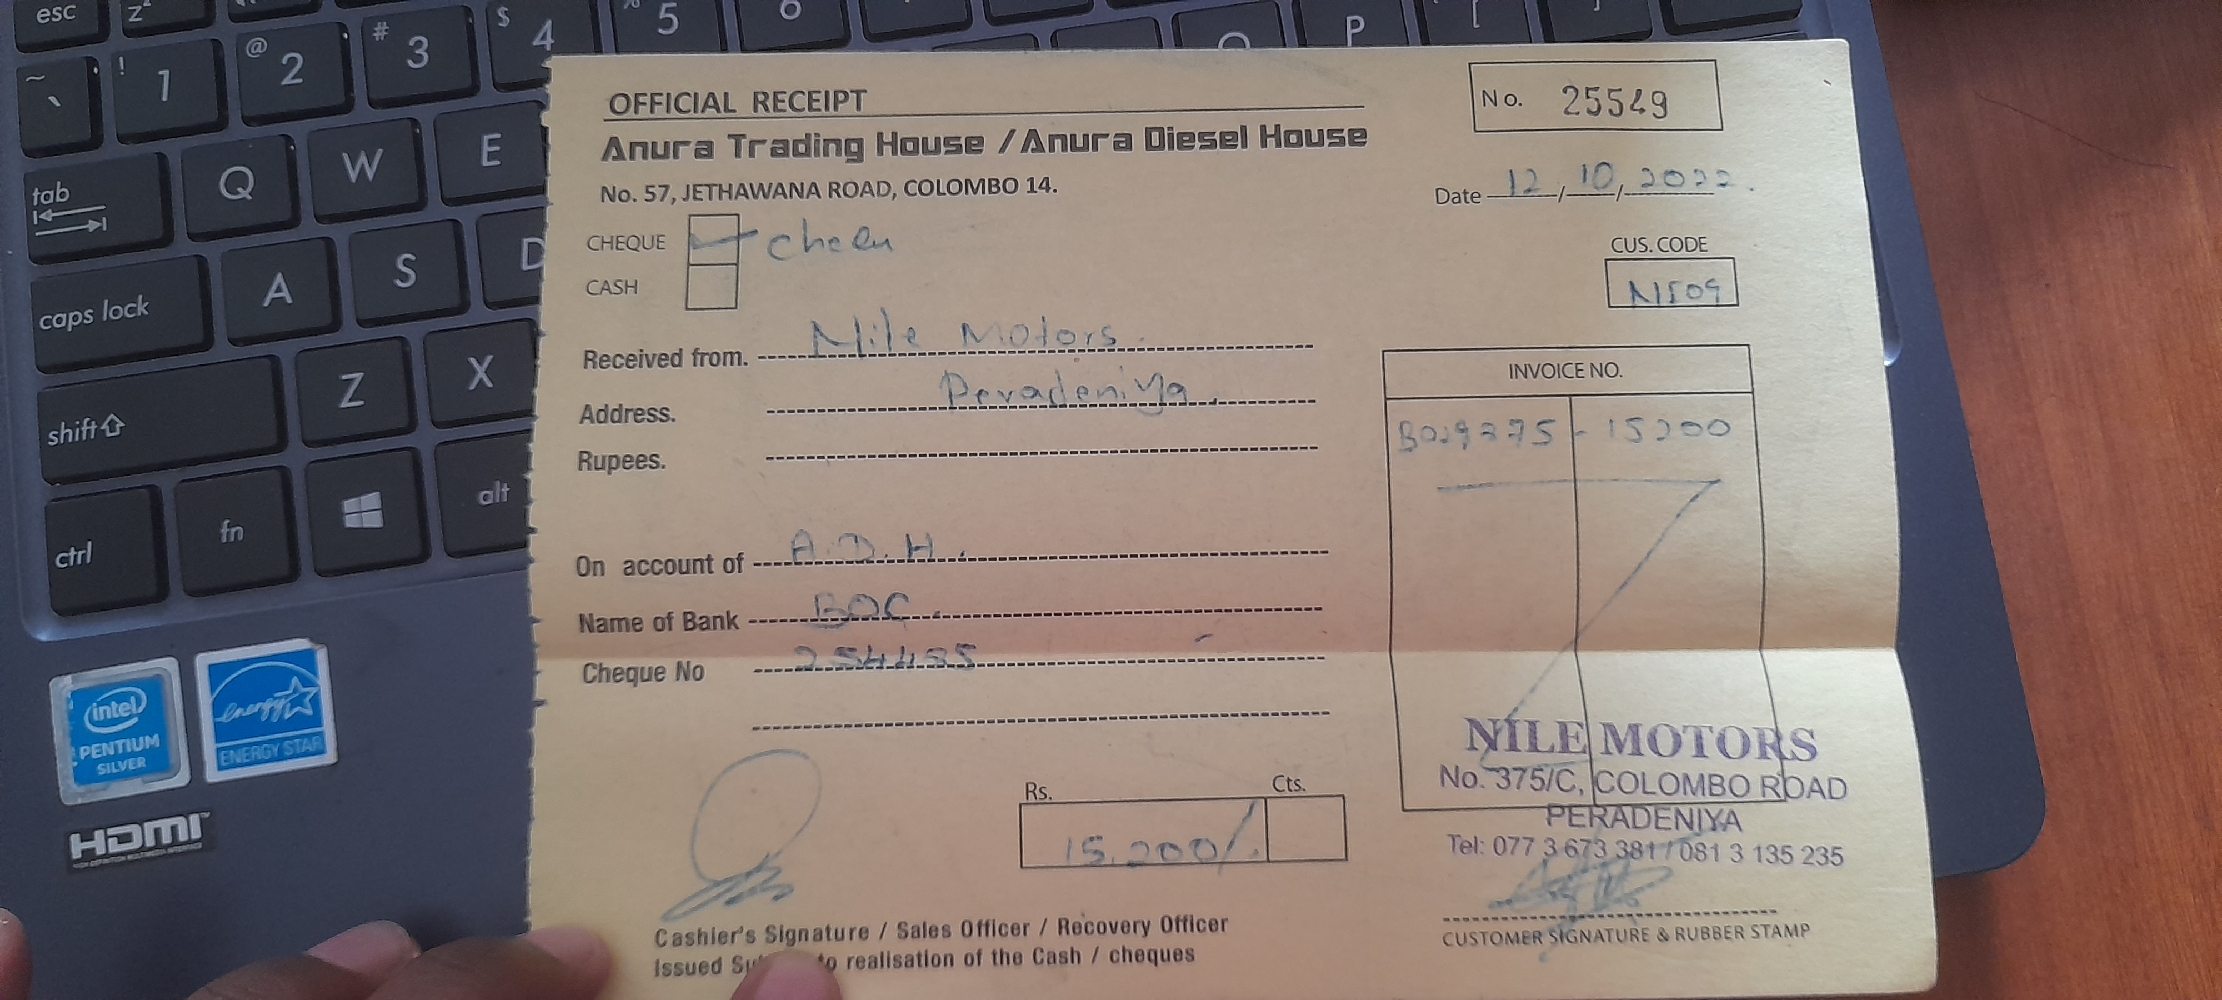 esc
! 1 @ 2 # 3 $ 4 5
tab Q W E P
caps lock A S D
shift Z X
ctrl fn alt
intel
PENTIUM
SILVER
energy
ENERGY STAR
HDMI
OFFICIAL RECEIPT
No. 25549
Anura Trading House / Anura Diesel House
No. 57, JETHAWANA ROAD, COLOMBO 14.
Date 12/10/2022.
CHEQUE
CASH
CUS. CODE
Received from. Nile Motors.
Address. Peradeniya.
Rupees.
INVOICE NO.
15200
On account of A.D.H.
Name of Bank BOC.
Cheque No 254485
Rs. Cts.
15,200/.
NILE MOTORS
No. 375/C, COLOMBO ROAD
PERADENIYA
Tel: 077 3 673 381 / 081 3 135 235
Cashier's Signature / Sales Officer / Recovery Officer
Issued to realisation of the Cash / cheques
CUSTOMER SIGNATURE & RUBBER STAMP